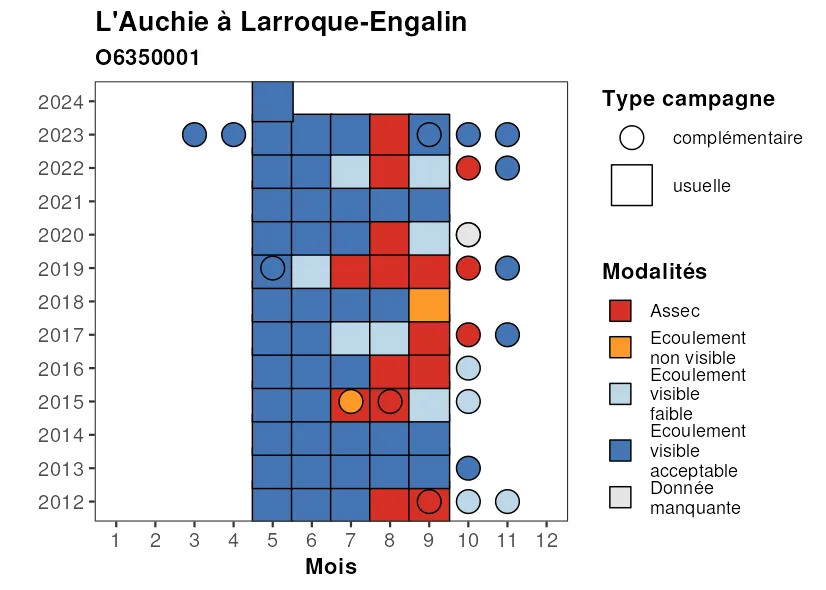 L'Auchie à Larroque-Engalin
O6350001
2024
2023
2022
2021
2020
2019
2018
2017
2016
2015
2014
2013
2012
1 2 3 4 5 6 7 8 9 10 11 12
Mois
Type campagne
complémentaire
usuelle
Modalités
Assec
Ecoulement
non visible
Ecoulement
visible
faible
Ecoulement
visible
acceptable
Donnée
manquante